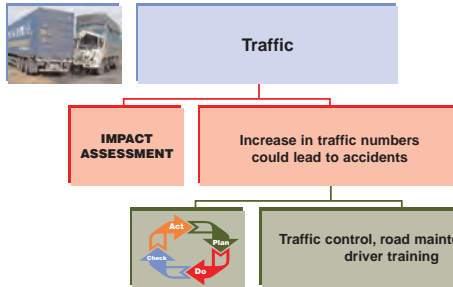 Traffic
IMPACT
ASSESSMENT
Increase in traffic numbers
could lead to accidents
Act
Plan
Do
Check
Traffic control, road
driver training